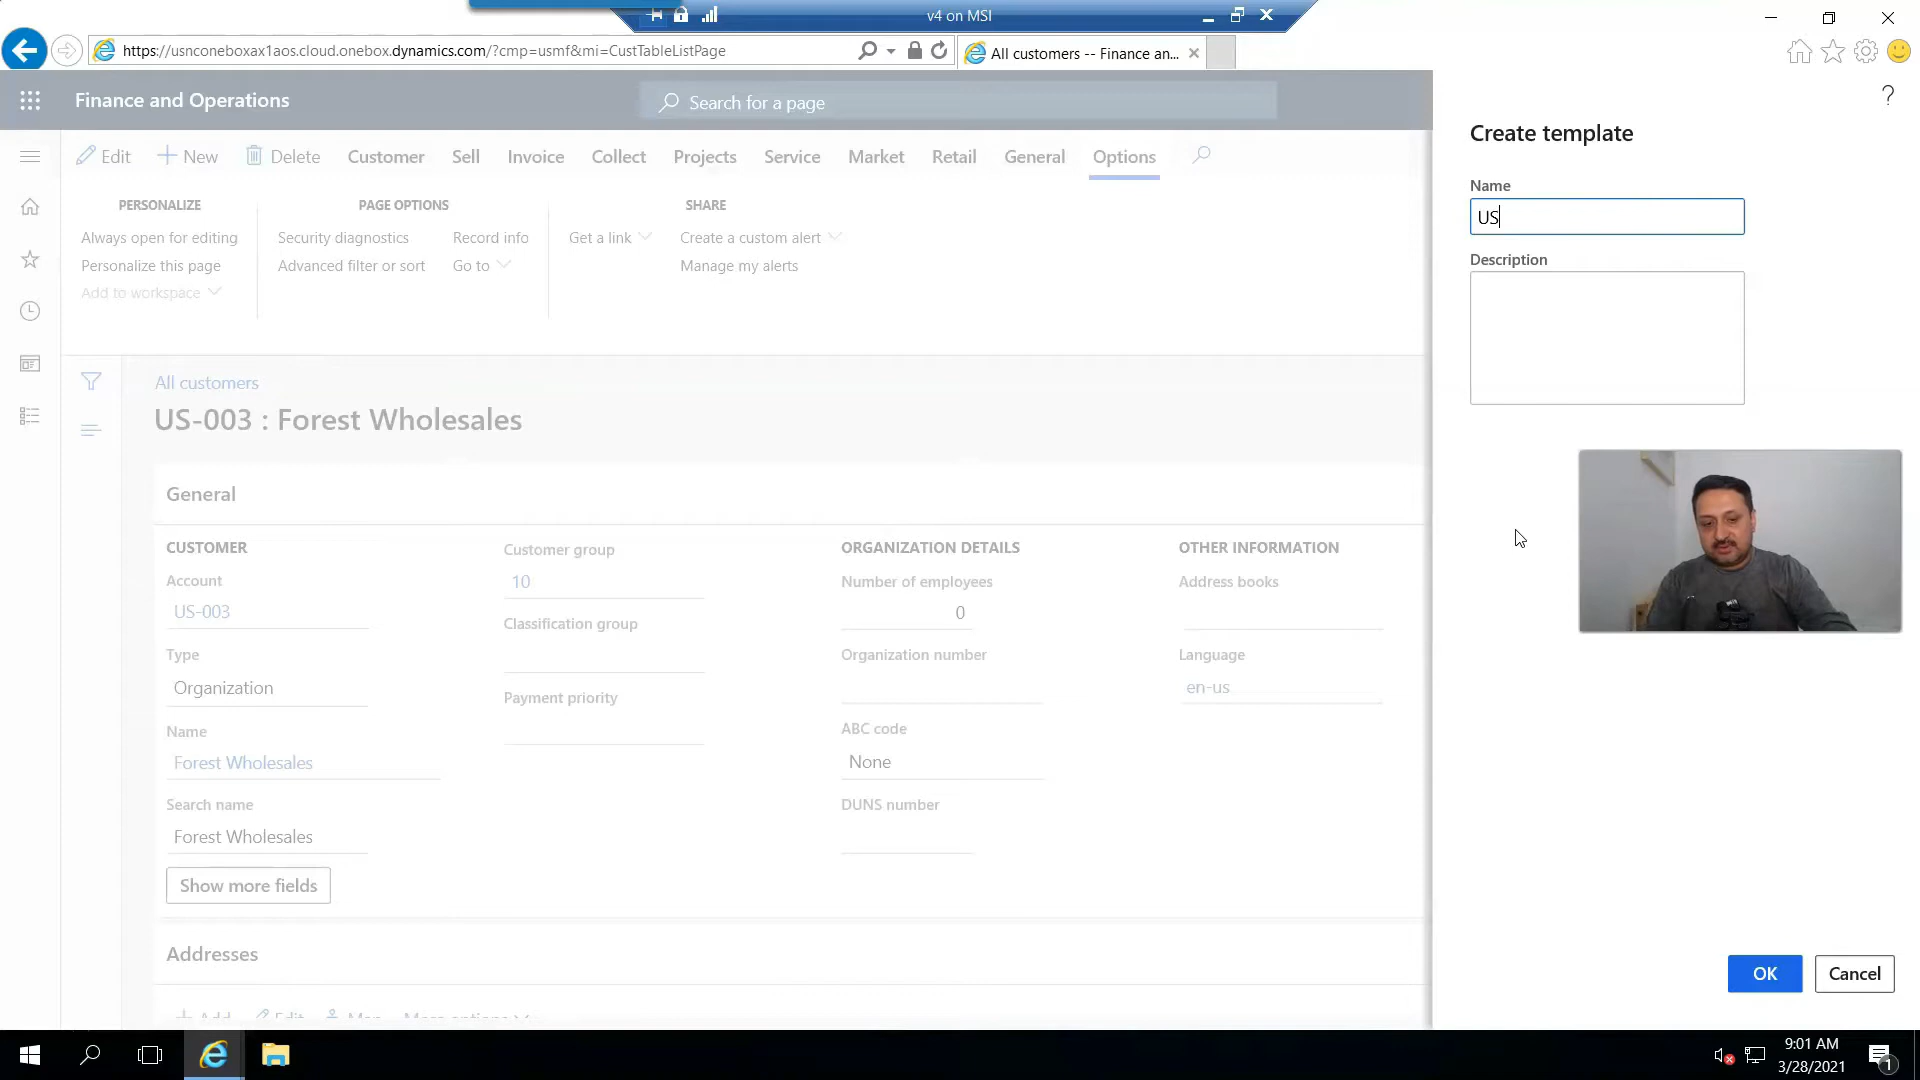 v4 on MSI
https://usnconeboxax1aos.cloud.onebox.dynamics.com/?cmp=usmf&mi=CustTableListPage
All customers -- Finance an...
Finance and Operations
Search for a page
?
Edit
New
Delete
Customer
Sell
Invoice
Collect
Projects
Service
Market
Retail
General
Options
PERSONALIZE
Always open for editing
Personalize this page
Add to workspace
PAGE OPTIONS
Security diagnostics
Advanced filter or sort
Record info
Go to
SHARE
Get a link
Create a custom alert
Manage my alerts
All customers
US-003 : Forest Wholesales
General
CUSTOMER
Account
US-003
Type
Organization
Name
Forest Wholesales
Search name
Forest Wholesales
Show more fields
Customer group
10
Classification group
Payment priority
ORGANIZATION DETAILS
Number of employees
0
Organization number
ABC code
None
DUNS number
OTHER INFORMATION
Address books
Language
en-us
Addresses
Add
Edit
Map
More options
Create template
Name
US
Description
OK
Cancel
9:01 AM
3/28/2021
1